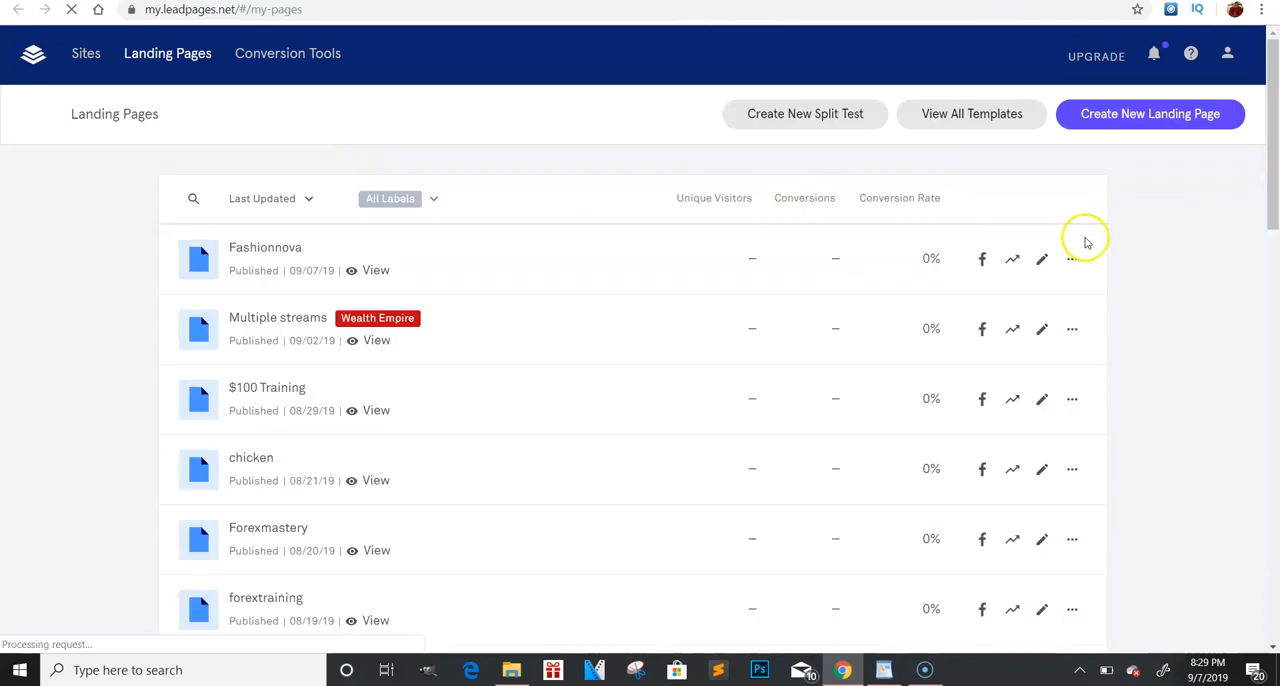 my.leadpages.net/#/my-pages
Sites Landing Pages Conversion Tools UPGRADE
Landing Pages Create New Split Test View All Templates Create New Landing Page
Last Updated All Labels Unique Visitors Conversions Conversion Rate
Fashionnova
Published | 09/07/19 | View – – 0%
Multiple streams Wealth Empire
Published | 09/02/19 | View – – 0%
$100 Training
Published | 08/29/19 | View – – 0%
chicken
Published | 08/21/19 | View – – 0%
Forexmastery
Published | 08/20/19 | View – – 0%
forextraining
Published | 08/19/19 | View – – 0%
Processing request...
Type here to search 10 8:29 PM
9/7/2019 20